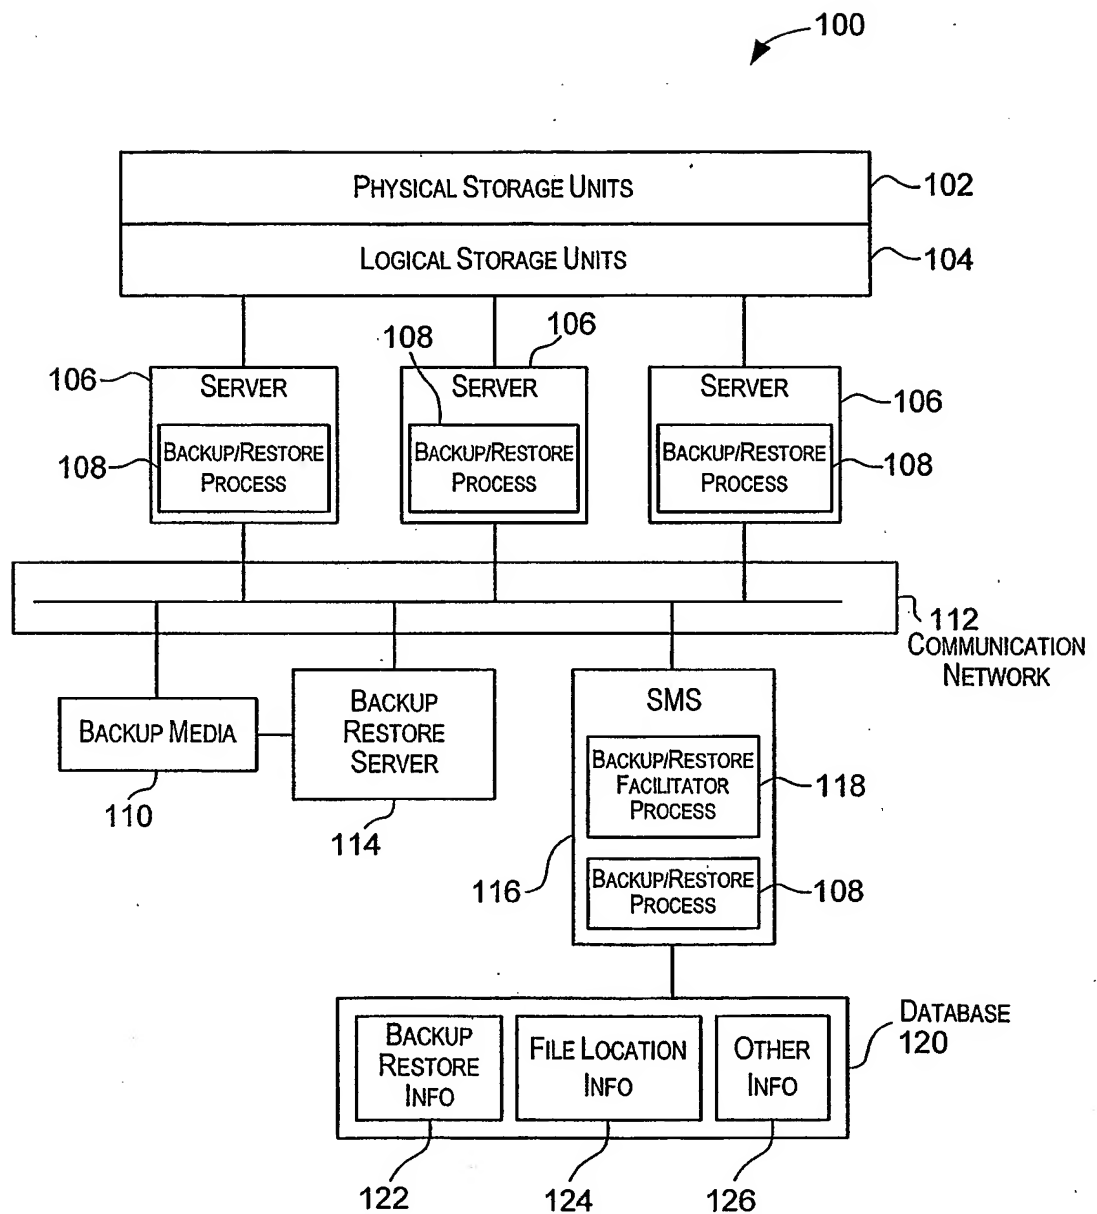 100
PHYSICAL STORAGE UNITS
102
LOGICAL STORAGE UNITS
104
106
SERVER
108
BACKUP/RESTORE
PROCESS
108
106
SERVER
BACKUP/RESTORE
PROCESS
SERVER
106
BACKUP/RESTORE
PROCESS
108
112
COMMUNICATION
NETWORK
BACKUP MEDIA
110
BACKUP
RESTORE
SERVER
114
SMS
BACKUP/RESTORE
FACILITATOR
PROCESS
118
116
BACKUP/RESTORE
PROCESS
108
DATABASE
120
BACKUP
RESTORE
INFO
FILE LOCATION
INFO
OTHER
INFO
122
124
126